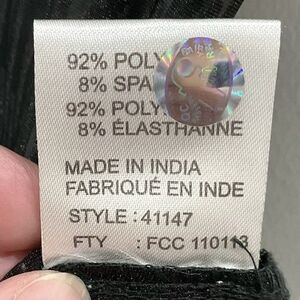 92% POLY
8% SPA
92% POLY
8% ÉLASTHANNE
MADE IN INDIA
FABRIQUÉ EN INDE
STYLE : 41147
FTY : FCC 110113